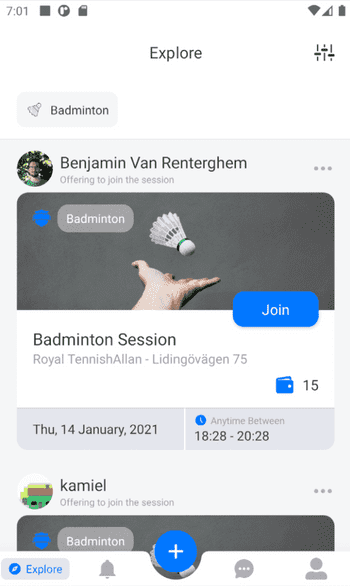 7:01
Explore
Badminton
Benjamin Van Renterghem
Offering to join the session
Badminton
Join
Badminton Session
Royal TennishAllan - Lidingövägen 75
15
Thu, 14 January, 2021
Anytime Between
18:28 - 20:28
kamiel
Offering to join the session
Badminton
Explore